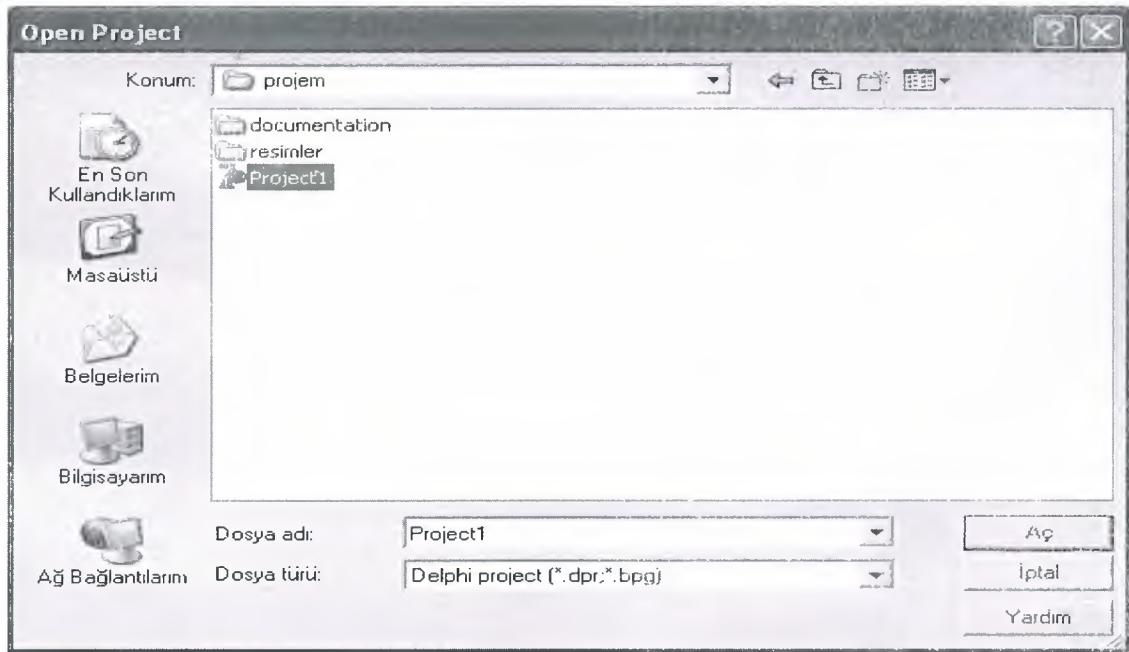 Open Project
Konum: projem
documentation
resimler
Project1
En Son
Kullandıklarım
Masaüstü
Belgelerim
Bilgisayarım
Ağ Bağlantılarım
Dosya adı: Project1 Aç
Dosya türü: Delphi project (*.dpr;*.bpg) İptal
Yardım